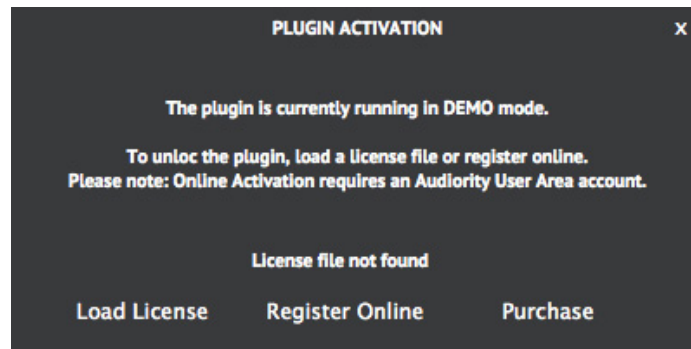 PLUGIN ACTIVATION x
The plugin is currently running in DEMO mode.
To unloc the plugin, load a license file or register online.
Please note: Online Activation requires an Audiority User Area account.
License file not found
Load License Register Online Purchase